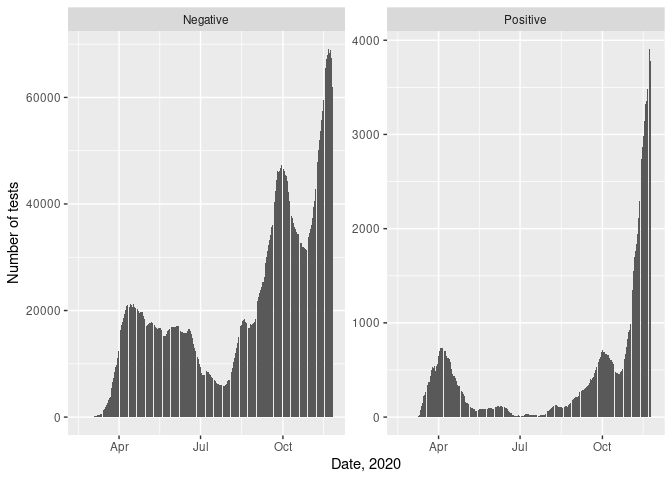 Negative
Positive
Number of tests
60000
40000
20000
0
4000
3000
2000
1000
0
Apr
Jul
Oct
Apr
Jul
Oct
Date, 2020